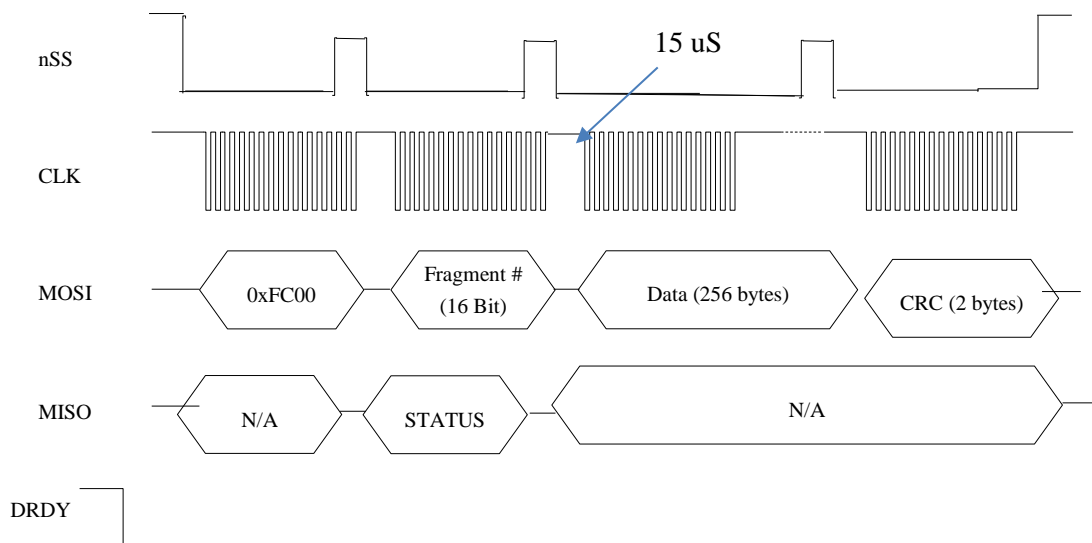 nSS
15 uS
CLK
MOSI
0xFC00
Fragment #
(16 Bit)
Data (256 bytes)
CRC (2 bytes)
MISO
N/A
STATUS
N/A
DRDY